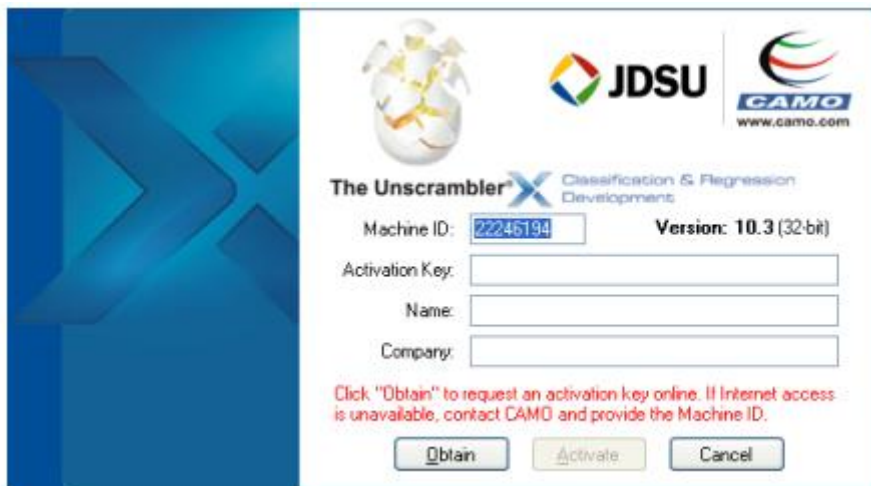 JDSU
CAMO
www.camo.com
The Unscrambler® X Classification & Regression
Development
Machine ID: 22246194 Version: 10.3 (32-bit)
Activation Key:
Name:
Company:
Click "Obtain" to request an activation key online. If Internet access
is unavailable, contact CAMO and provide the Machine ID.
Obtain Activate Cancel